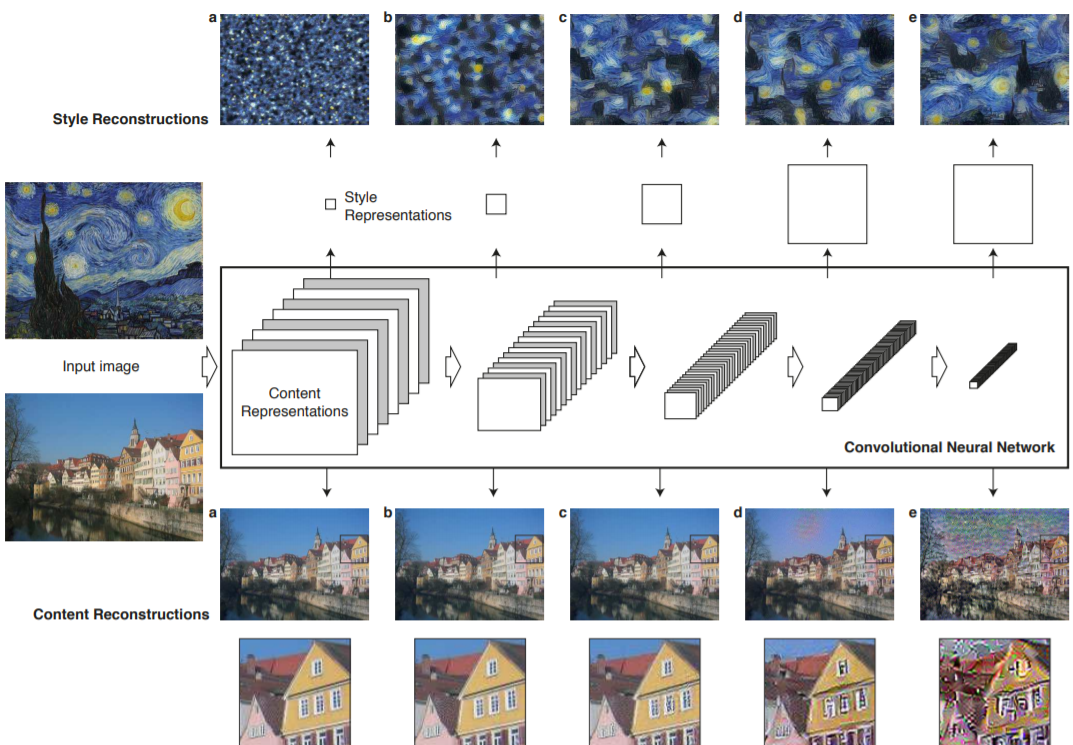 a
b
c
d
e
Style Reconstructions
Style
Representations
Input image
Content
Representations
Convolutional Neural Network
a
b
c
d
e
Content Reconstructions